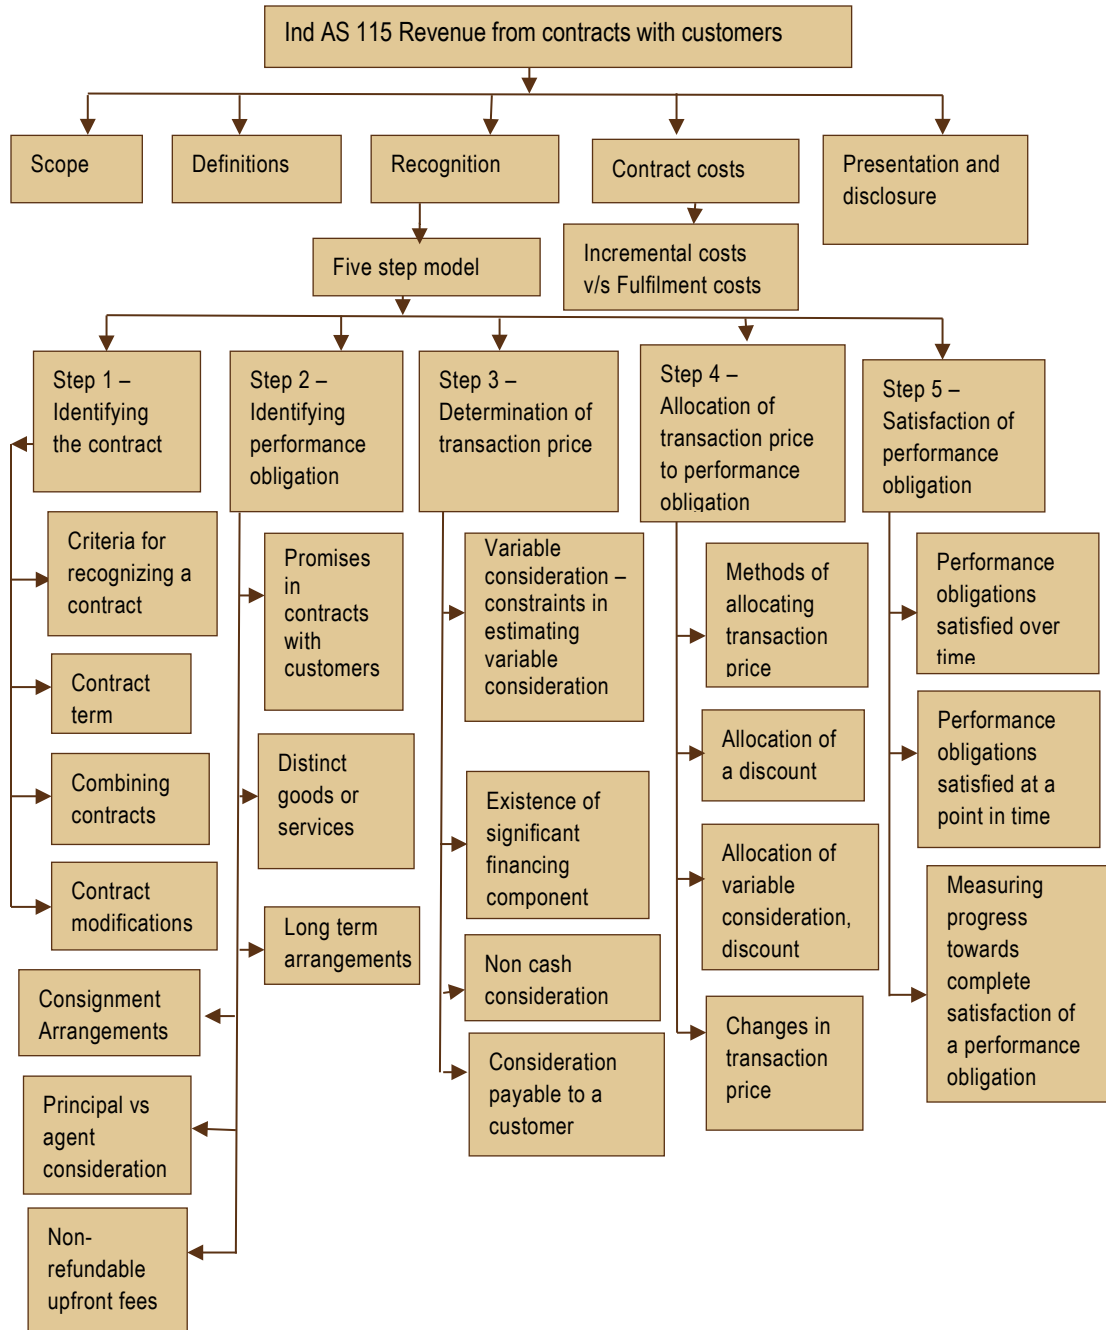 Ind AS 115 Revenue from contracts with customers
Scope
Definitions
Recognition
Contract costs
Presentation and
disclosure
Five step model
Incremental costs
v/s Fulfilment costs
Step 1 –
Identifying
the contract
Criteria for
recognizing a
contract
Contract
term
Combining
contracts
Contract
modifications
Step 2 –
Identifying
performance
obligation
Promises
in
contracts
with
customers
Distinct
goods or
services
Long term
arrangements
Consignment
Arrangements
Principal vs
agent
consideration
Non-
refundable
upfront fees
Step 3 –
Determination of
transaction price
Variable
consideration –
constraints in
estimating
variable
consideration
Existence of
significant
financing
component
Non cash
consideration
Consideration
payable to a
customer
Step 4 –
Allocation of
transaction price
to performance
obligation
Methods of
allocating
transaction
price
Allocation of
a discount
Allocation of
variable
consideration,
discount
Changes in
transaction
price
Step 5 –
Satisfaction of
performance
obligation
Performance
obligations
satisfied over
time
Performance
obligations
satisfied at a
point in time
Measuring
progress
towards
complete
satisfaction of
a performance
obligation